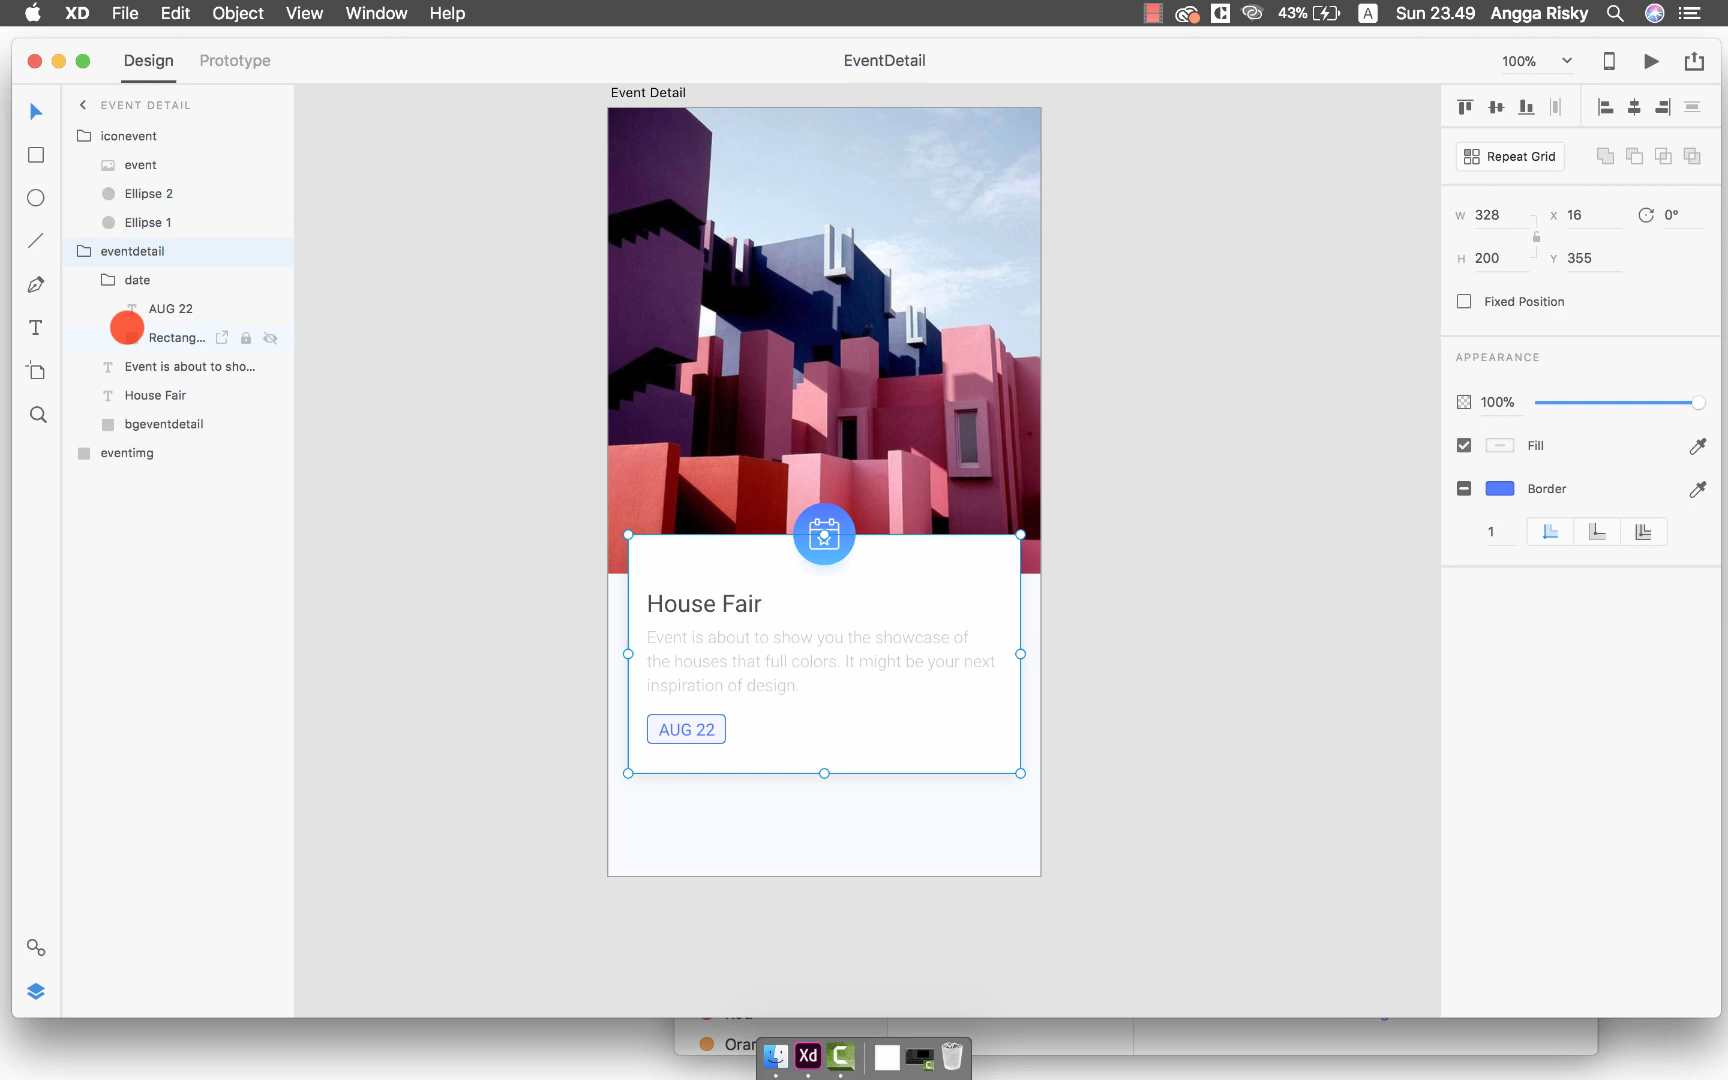 XD File Edit Object View Window Help
43% A Sun 23.49 Angga Risky
Design Prototype
EventDetail
100%
EVENT DETAIL
iconevent
event
Ellipse 2
Ellipse 1
eventdetail
date
AUG 22
Rectang...
Event is about to sho...
House Fair
bgeventdetail
eventimg
Event Detail
House Fair
Event is about to show you the showcase of
the houses that full colors. It might be your next
inspiration of design.
AUG 22
Repeat Grid
W 328 X 16 0°
H 200 Y 355
Fixed Position
APPEARANCE
100%
Fill
Border
1
Oran
Xd
C